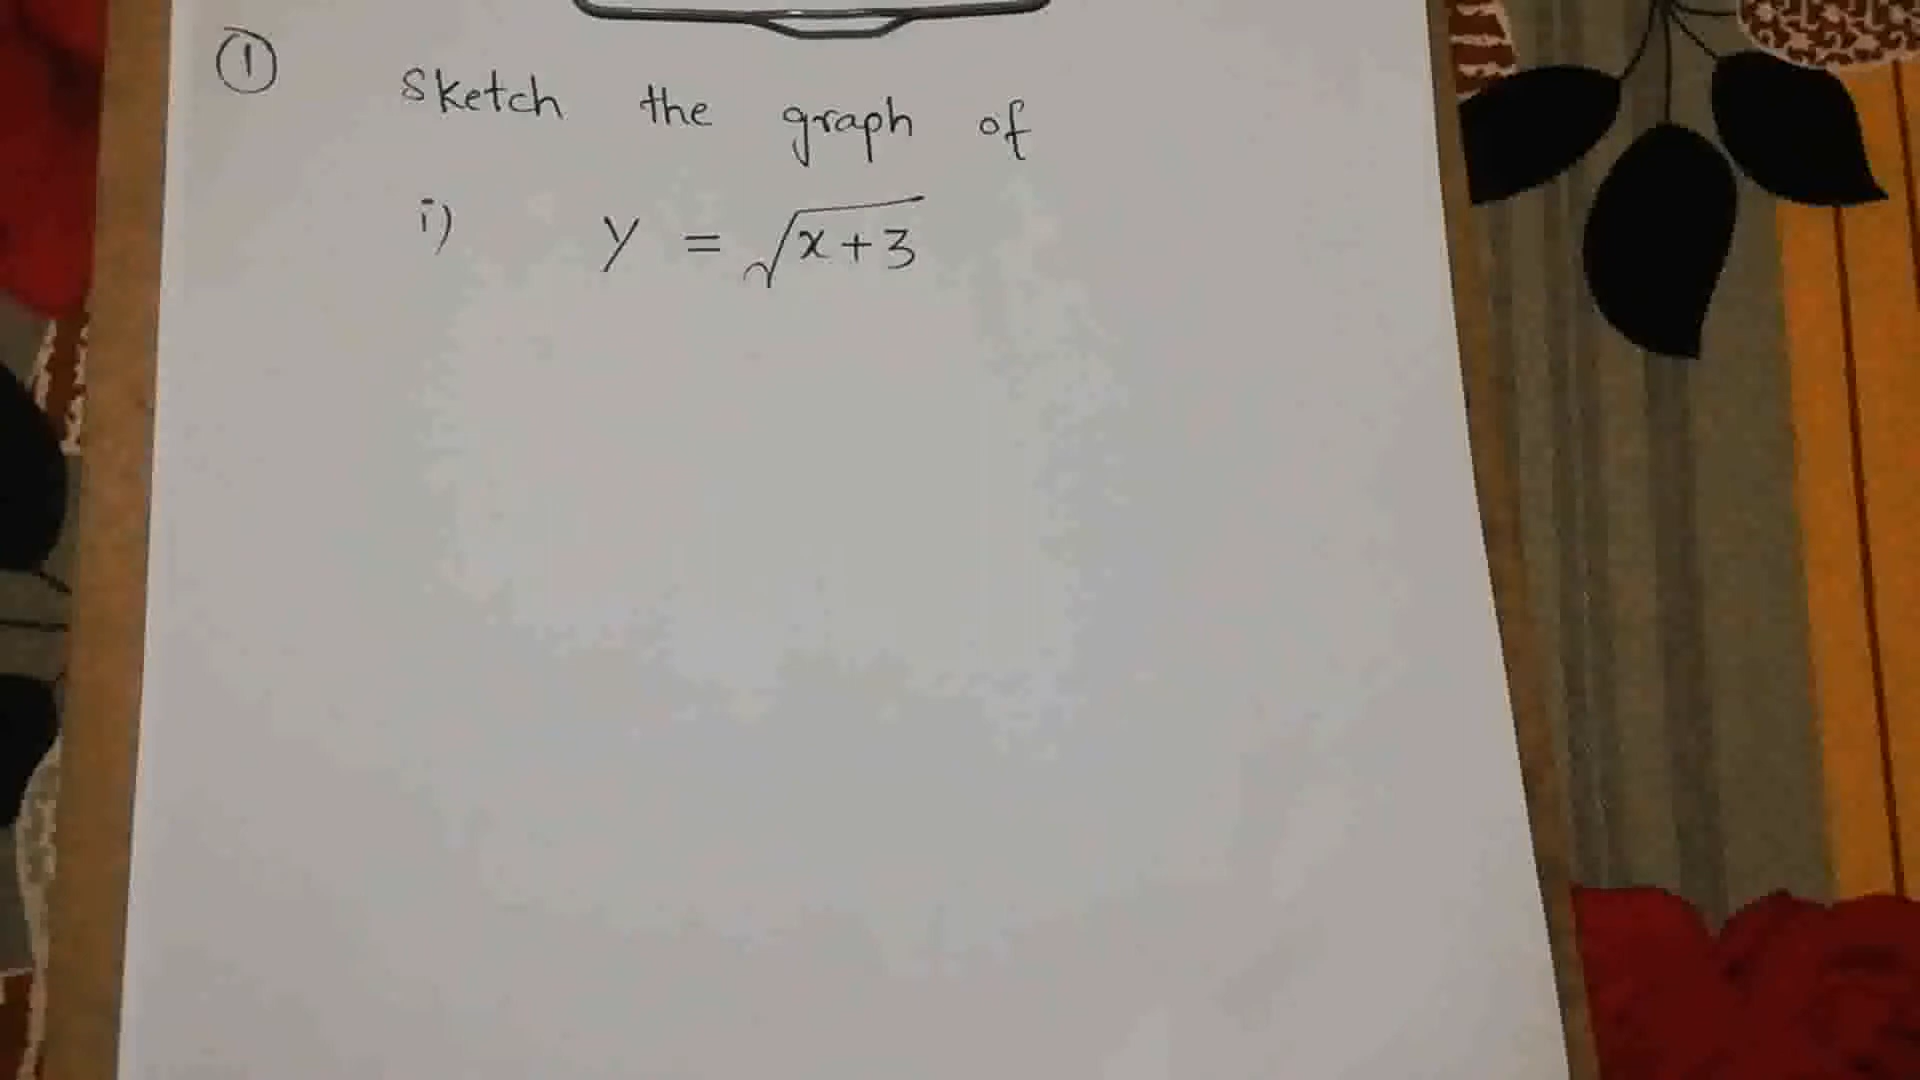 ① Sketch the graph of
i) y = √x+3